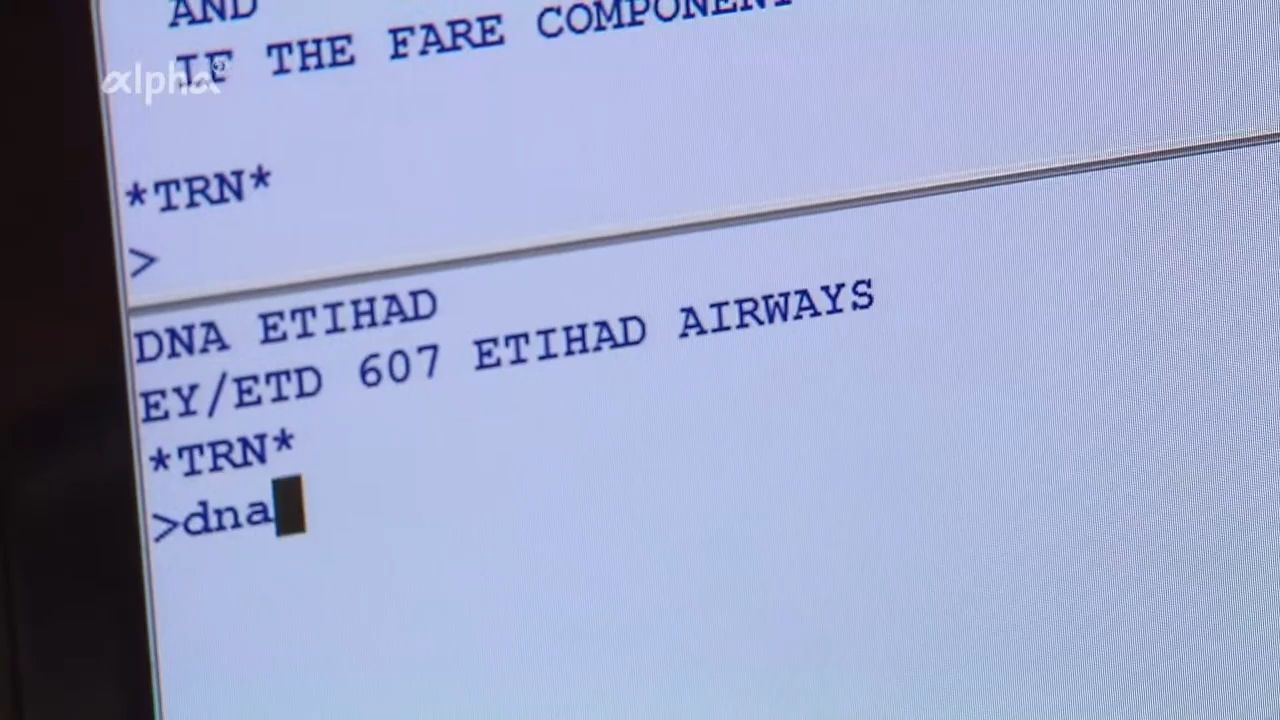 AND
IF THE FARE COMPONENT
alpha
*TRN*
>
DNA ETIHAD
EY/ETD 607 ETIHAD AIRWAYS
*TRN*
>dna